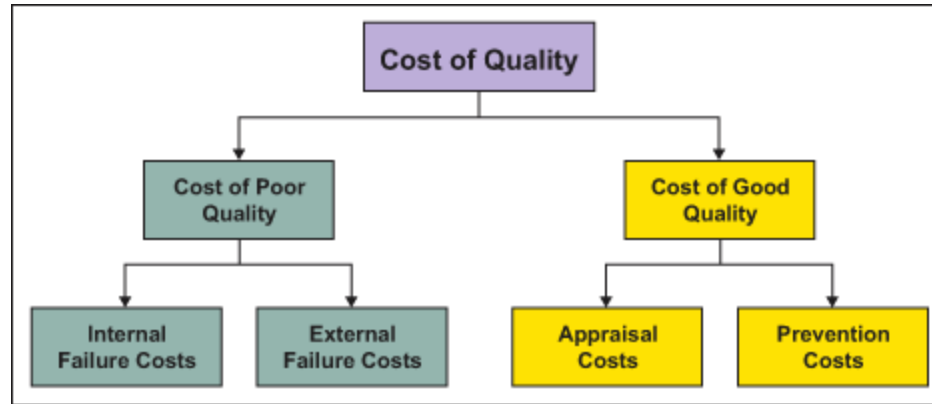 Cost of Quality
Cost of Poor
Quality
Cost of Good
Quality
Internal
Failure Costs
External
Failure Costs
Appraisal
Costs
Prevention
Costs